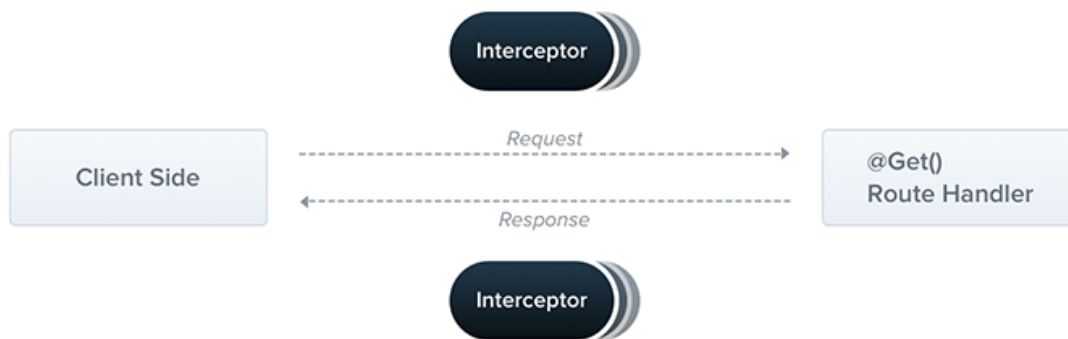 Interceptor
Request
Client Side
@Get()
Route Handler
Response
Interceptor